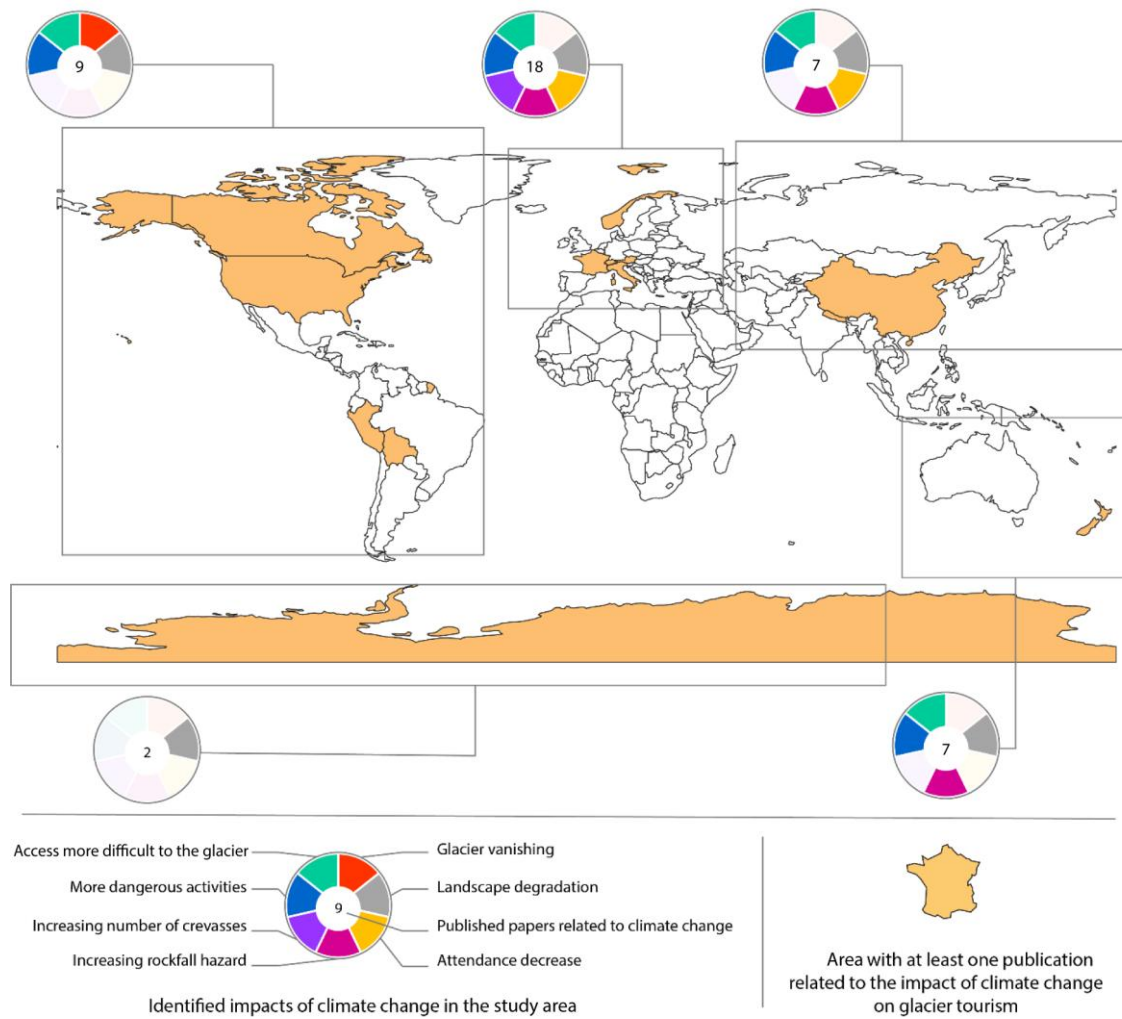 9
18
7
2
7
Access more difficult to the glacier
More dangerous activities
Increasing number of crevasses
Increasing rockfall hazard
9
Glacier vanishing
Landscape degradation
Published papers related to climate change
Attendance decrease
Identified impacts of climate change in the study area
Area with at least one publication
related to the impact of climate change
on glacier tourism